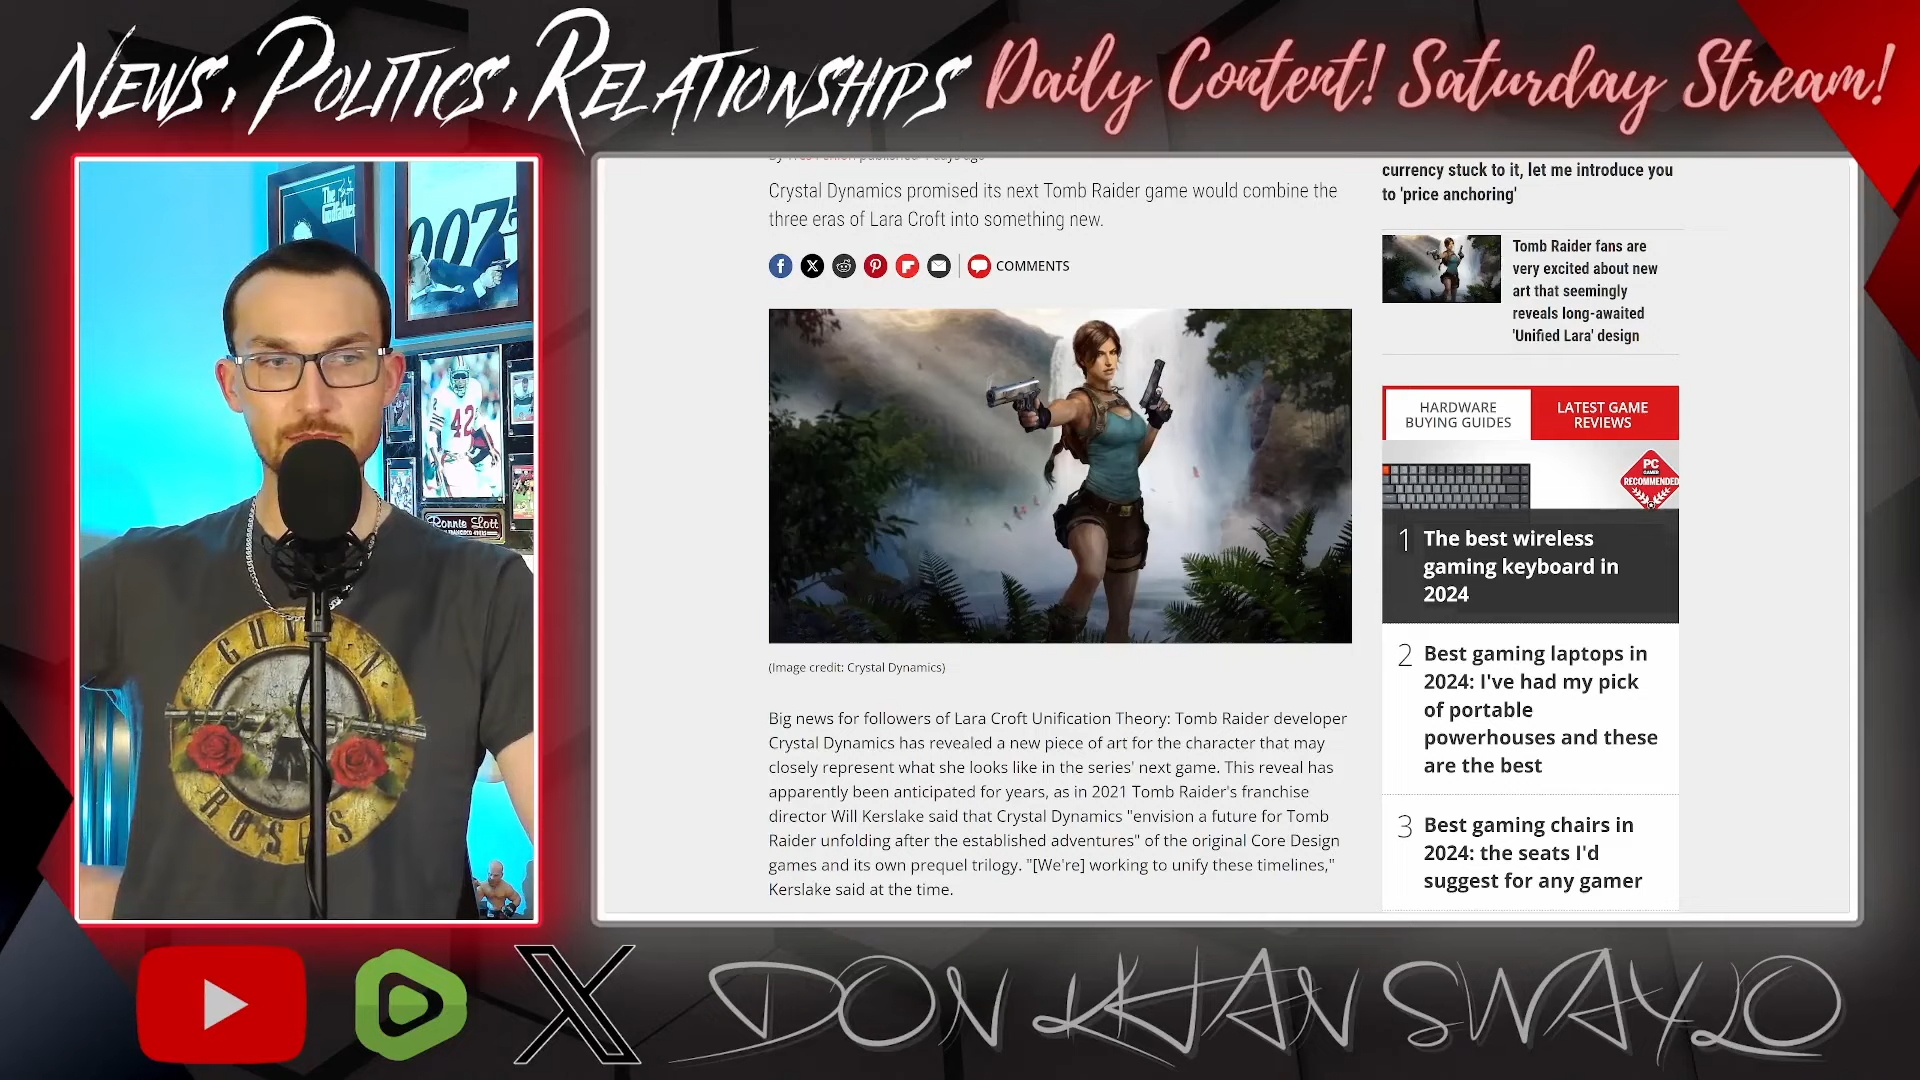 News, Politics, Relationships
Daily Content! Saturday Stream!
The
Godfather
007
42
Ronnie Lott
GUNS N
ROSES
Crystal Dynamics promised its next Tomb Raider game would combine the
three eras of Lara Croft into something new.
COMMENTS
(Image credit: Crystal Dynamics)
Big news for followers of Lara Croft Unification Theory: Tomb Raider developer
Crystal Dynamics has revealed a new piece of art for the character that may
closely represent what she looks like in the series' next game. This reveal has
apparently been anticipated for years, as in 2021 Tomb Raider's franchise
director Will Kerslake said that Crystal Dynamics "envision a future for Tomb
Raider unfolding after the established adventures" of the original Core Design
games and its own prequel trilogy. "[We're] working to unify these timelines,"
Kerslake said at the time.
currency stuck to it, let me introduce you
to 'price anchoring'
Tomb Raider fans are
very excited about new
art that seemingly
reveals long-awaited
'Unified Lara' design
HARDWARE
BUYING GUIDES
LATEST GAME
REVIEWS
PC
GAMER
RECOMMENDED
1 The best wireless
gaming keyboard in
2024
2 Best gaming laptops in
2024: I've had my pick
of portable
powerhouses and these
are the best
3 Best gaming chairs in
2024: the seats I'd
suggest for any gamer
DON KHAN SWAYLO